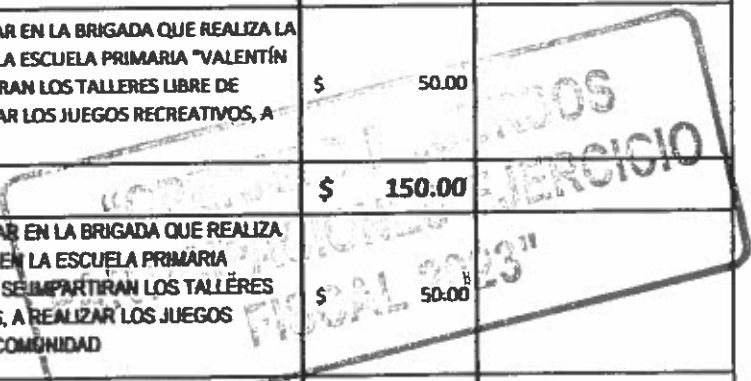 AR EN LA BRIGADA QUE REALIZA LA
LA ESCUELA PRIMARIA "VALENTÍN
RAN LOS TALLERES LIBRE DE
AR LOS JUEGOS RECREATIVOS, A
$ 50.00
$ 150.00
AR EN LA BRIGADA QUE REALIZA
EN LA ESCUELA PRIMARIA
SE IMPARTIRAN LOS TALLERES
S, A REALIZAR LOS JUEGOS
COMUNIDAD
$ 50.00
EJERCICIO
FISCAL 2023"